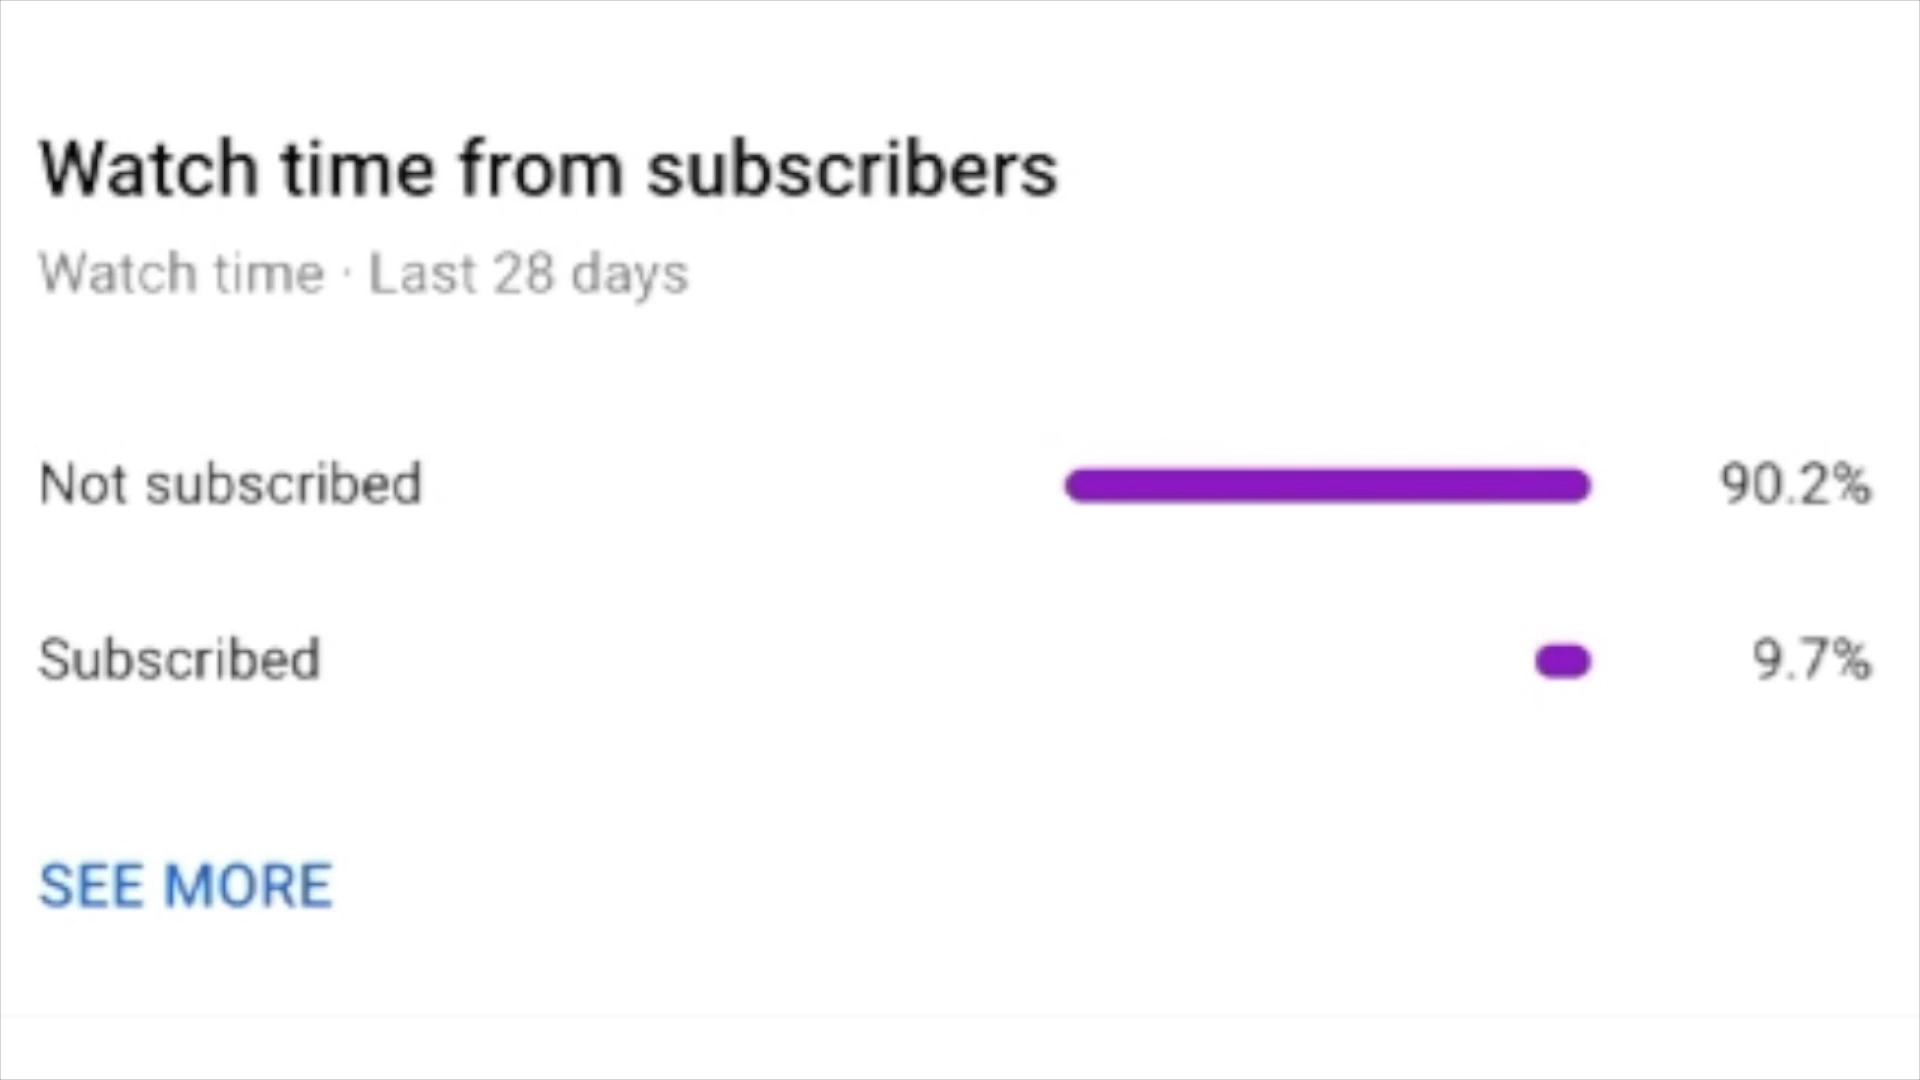 Watch time from subscribers
Watch time · Last 28 days
Not subscribed 90.2%
Subscribed 9.7%
SEE MORE